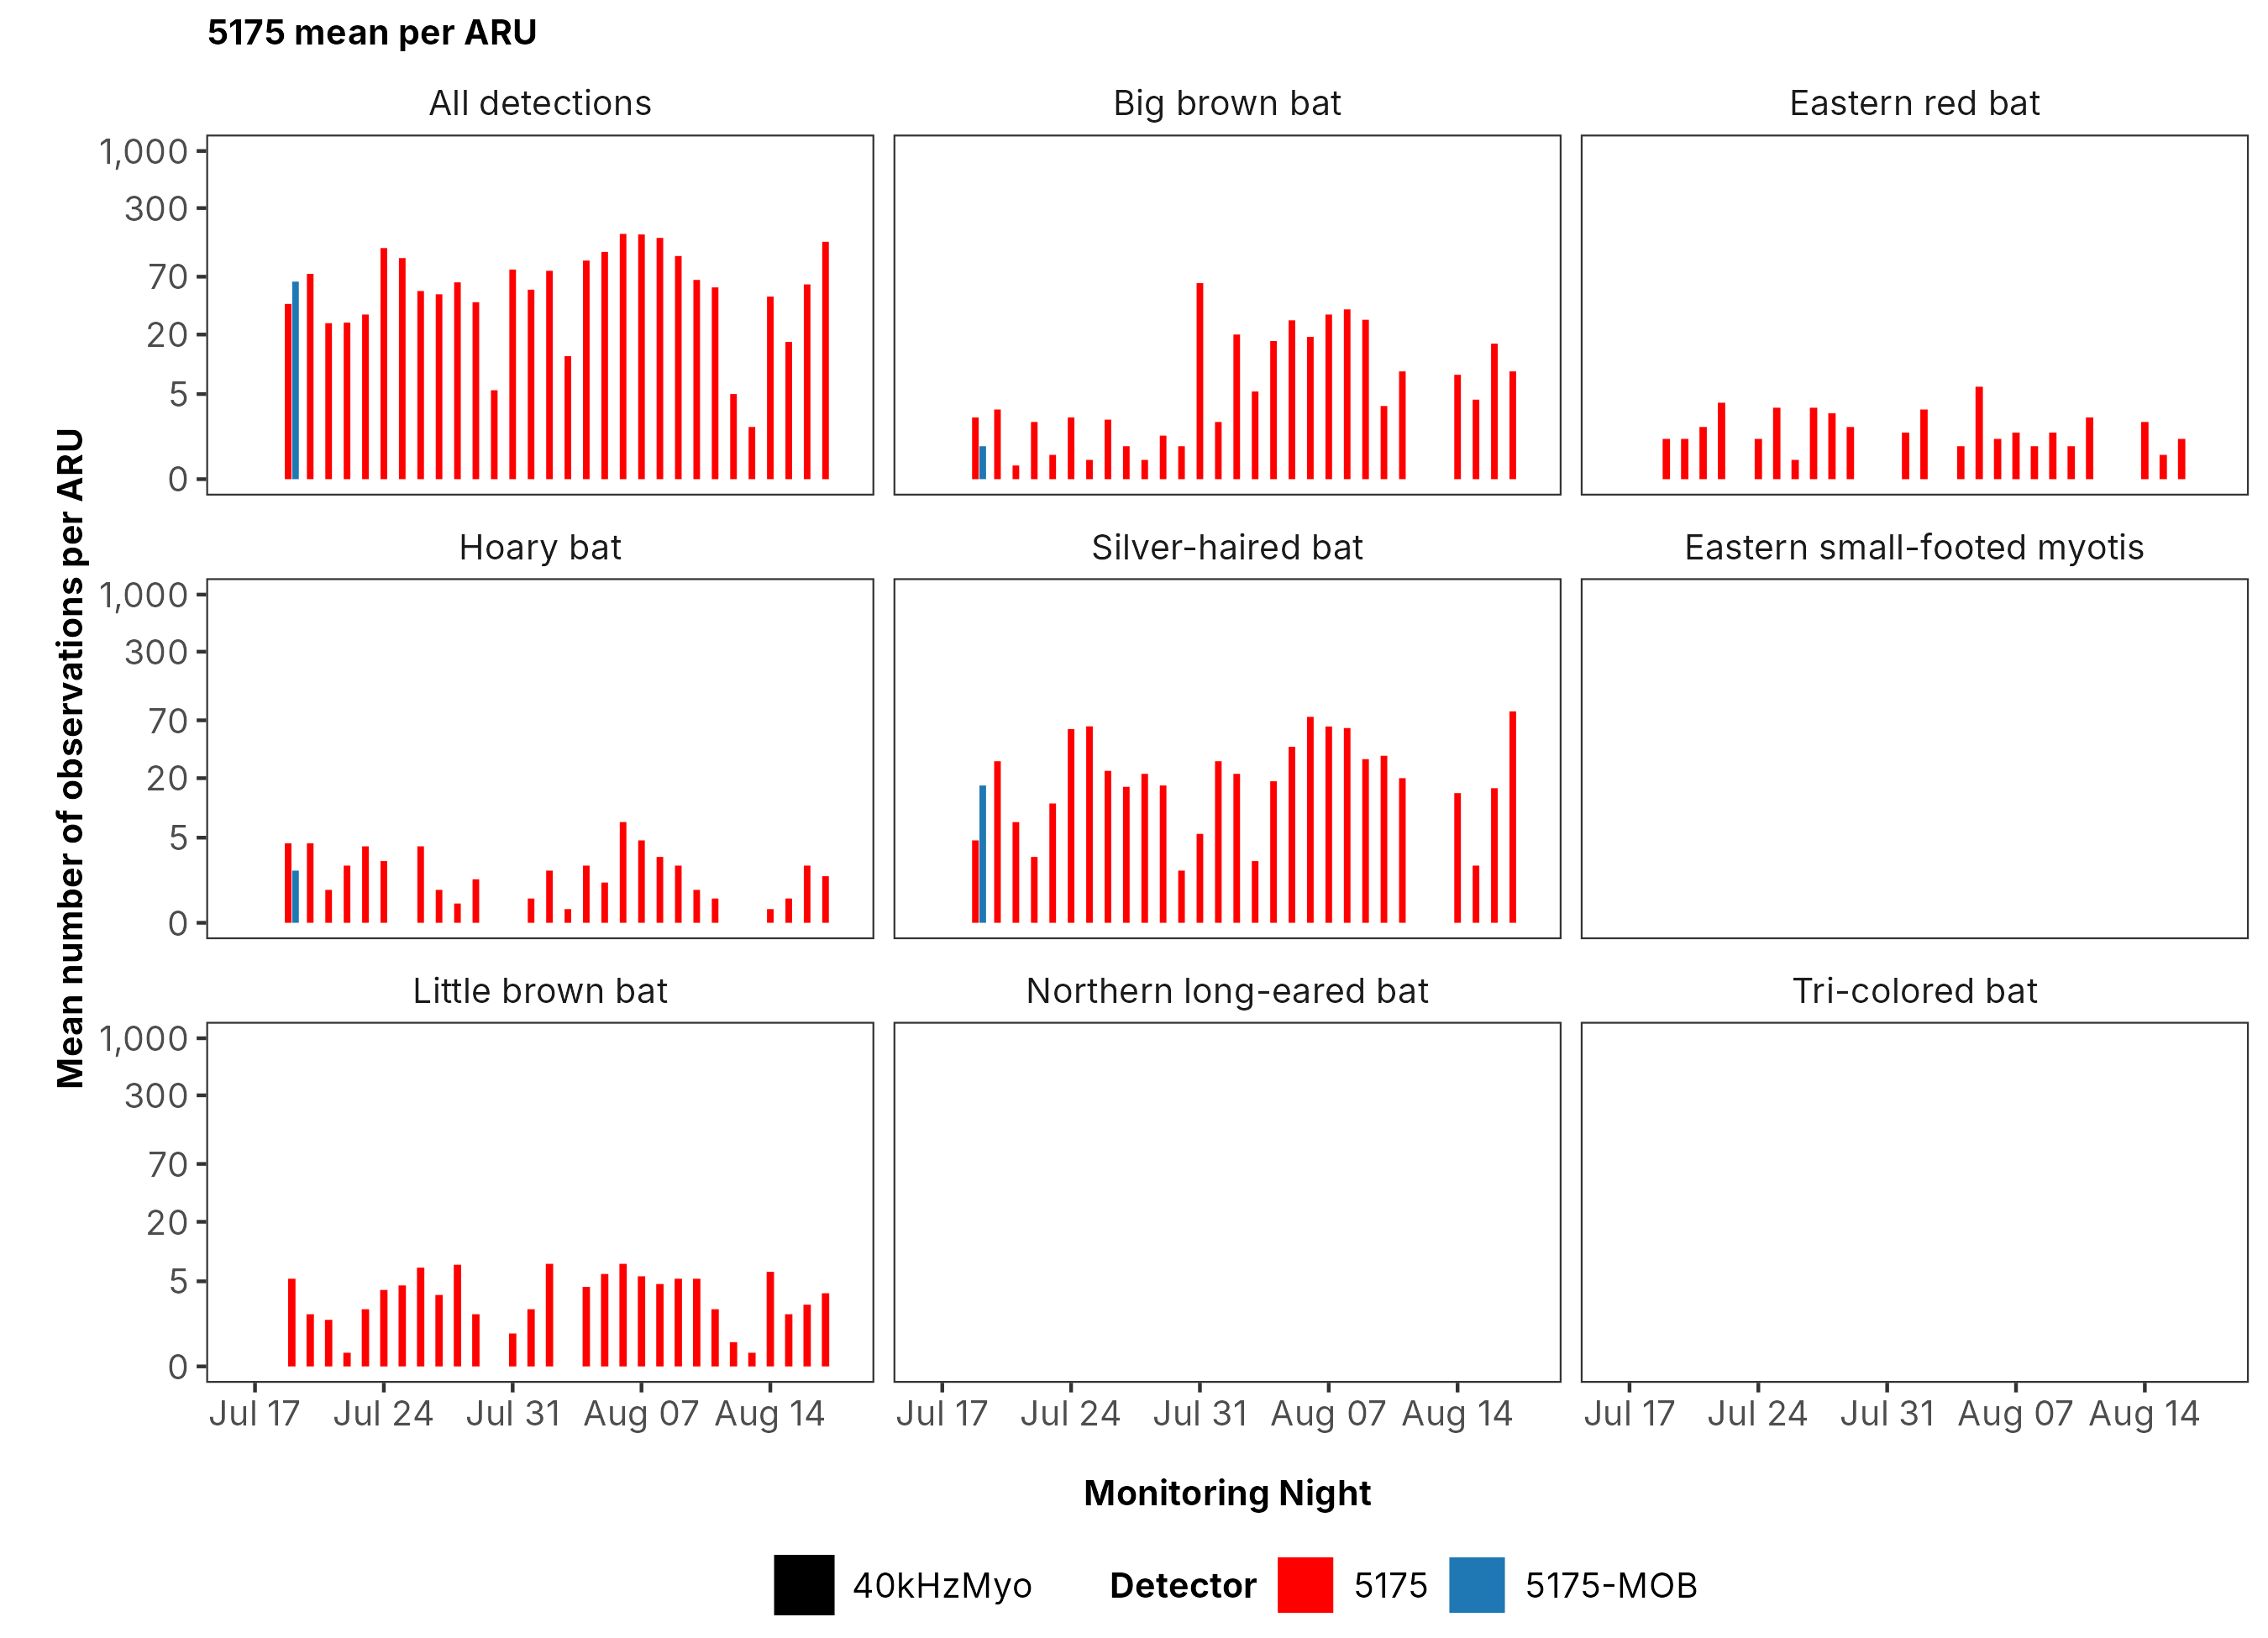 5175 mean per ARU
All detections
Big brown bat
Eastern red bat
1,000
300
70
20
5
0
Hoary bat
Silver-haired bat
Eastern small-footed myotis
1,000
300
70
20
5
0
Little brown bat
Northern long-eared bat
Tri-colored bat
1,000
300
70
20
5
0
Mean number of observations per ARU
Jul 17 Jul 24 Jul 31 Aug 07 Aug 14
Jul 17 Jul 24 Jul 31 Aug 07 Aug 14
Jul 17 Jul 24 Jul 31 Aug 07 Aug 14
Monitoring Night
40kHzMyo Detector 5175 5175-MOB